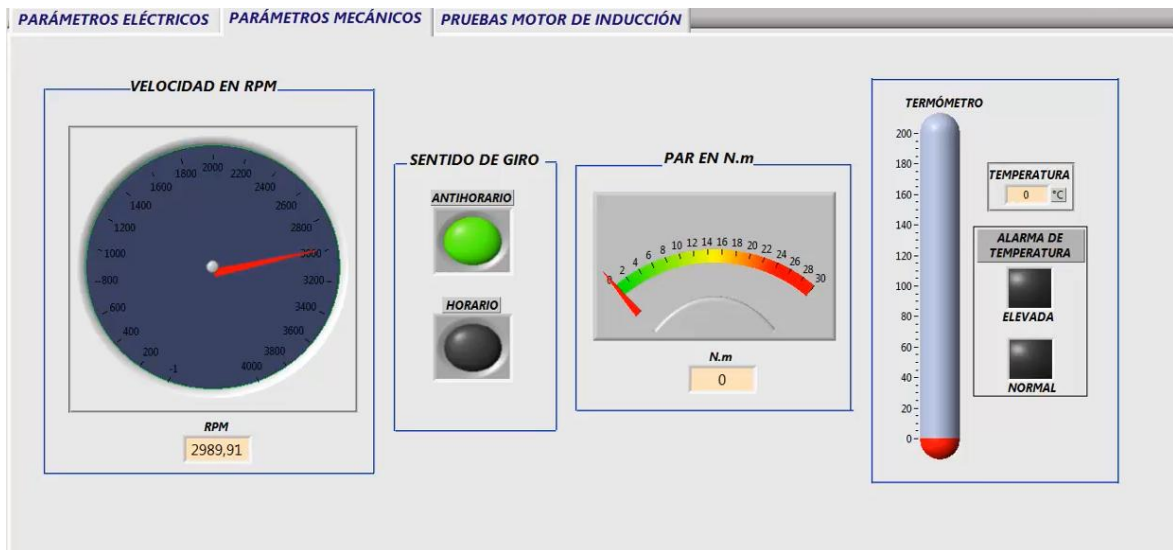 PARÁMETROS ELÉCTRICOS
PARÁMETROS MECÁNICOS
PRUEBAS MOTOR DE INDUCCIÓN
VELOCIDAD EN RPM
-1
200
400
600
800
1000
1200
1400
1600
1800
2000
2200
2400
2600
2800
3000
3200
3400
3600
3800
4000
RPM
2989,91
SENTIDO DE GIRO
ANTIHORARIO
HORARIO
PAR EN N.m
0 2 4 6 8 10 12 14 16 18 20 22 24 26 28 30
N.m
0
TERMÓMETRO
200
180
160
140
120
100
80
60
40
20
0
TEMPERATURA
0 °C
ALARMA DE
TEMPERATURA
ELEVADA
NORMAL